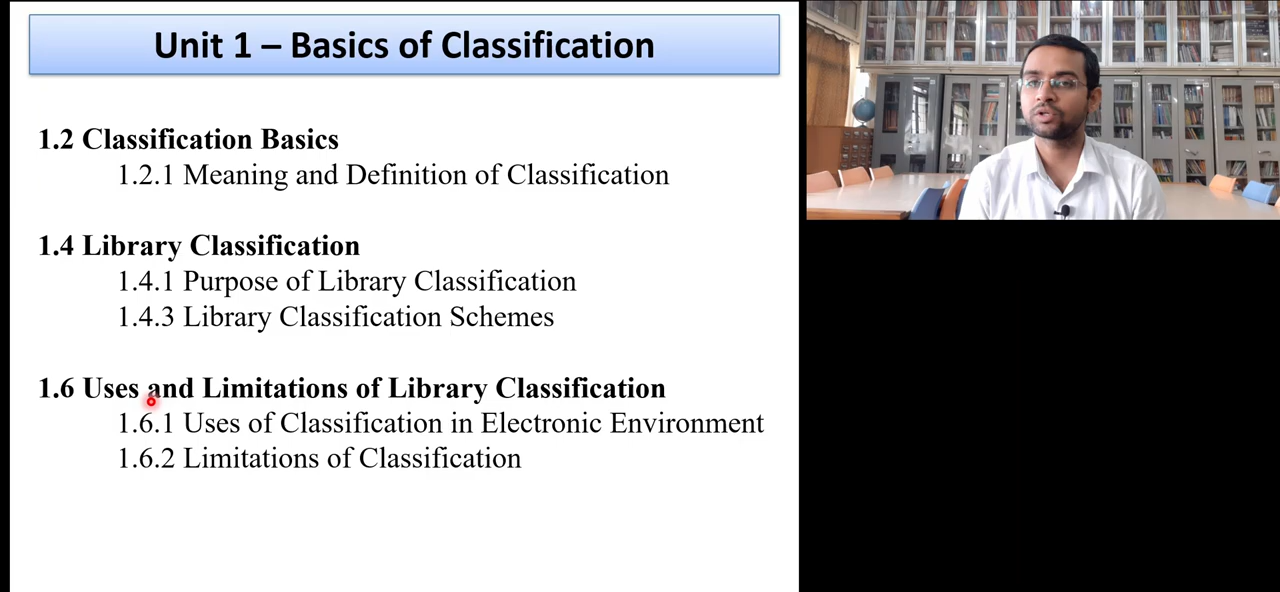 Unit 1 – Basics of Classification
1.2 Classification Basics
1.2.1 Meaning and Definition of Classification
1.4 Library Classification
1.4.1 Purpose of Library Classification
1.4.3 Library Classification Schemes
1.6 Uses and Limitations of Library Classification
1.6.1 Uses of Classification in Electronic Environment
1.6.2 Limitations of Classification